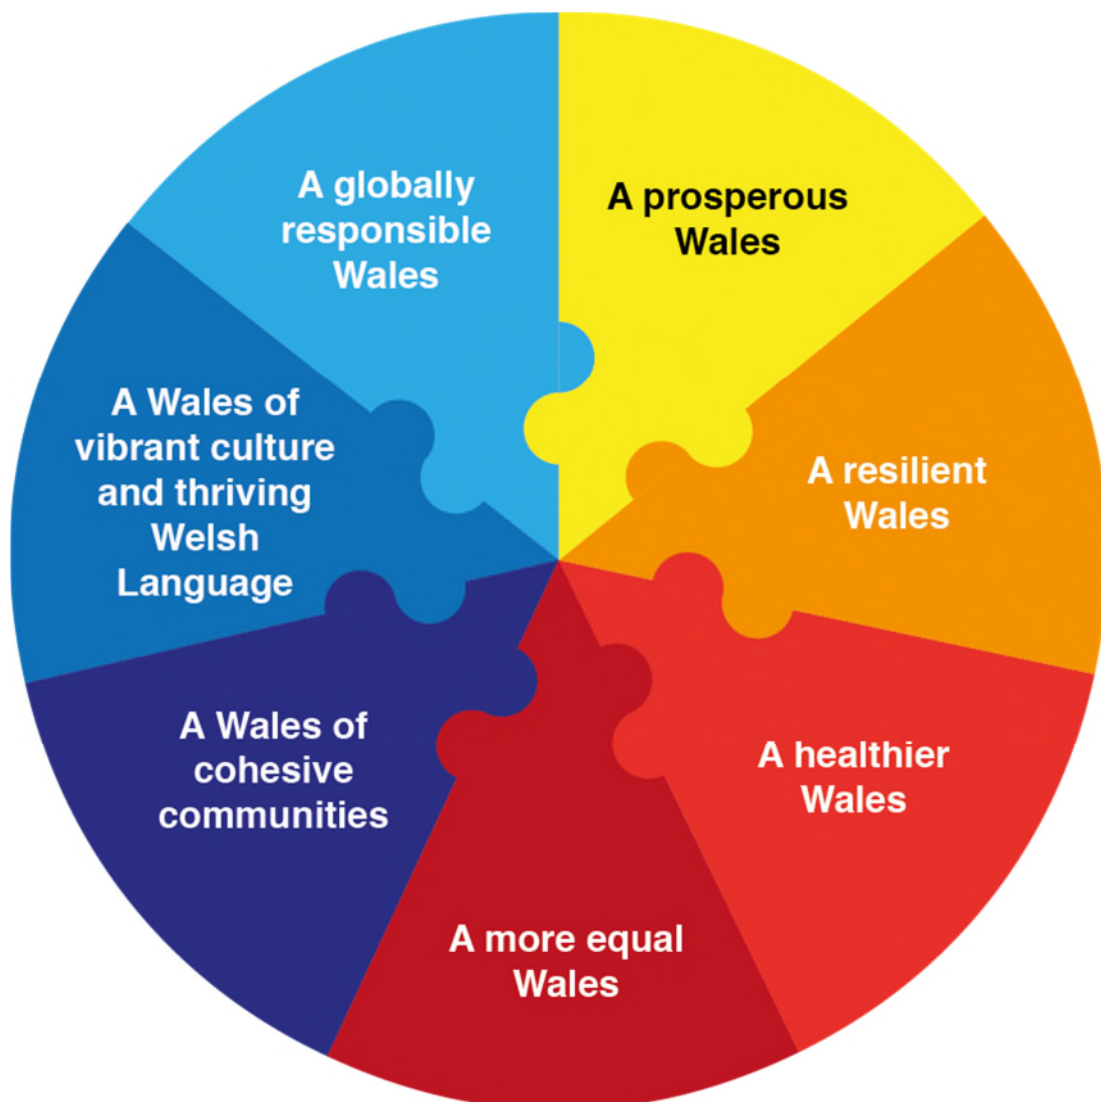 A prosperous
Wales
A resilient
Wales
A healthier
Wales
A more equal
Wales
A Wales of
cohesive
communities
A Wales of
vibrant culture
and thriving
Welsh
Language
A globally
responsible
Wales